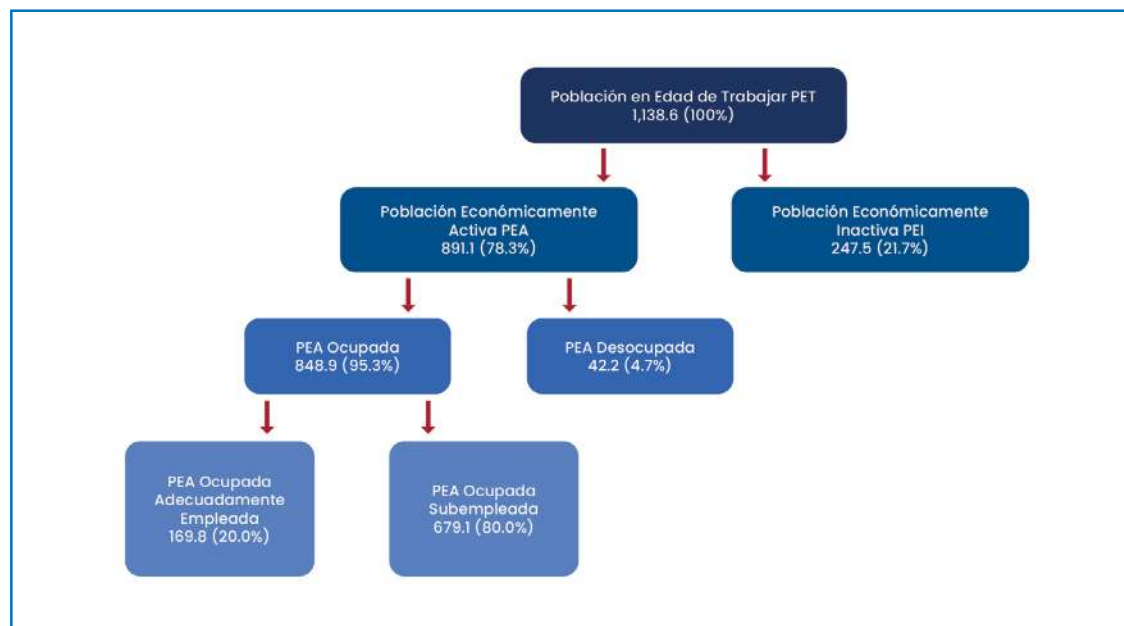 Población en Edad de Trabajar PET
1,138.6 (100%)
Población Económicamente
Activa PEA
891.1 (78.3%)
Población Económicamente
Inactiva PEI
247.5 (21.7%)
PEA Ocupada
848.9 (95.3%)
PEA Desocupada
42.2 (4.7%)
PEA Ocupada
Adecuadamente
Empleada
169.8 (20.0%)
PEA Ocupada
Subempleada
679.1 (80.0%)